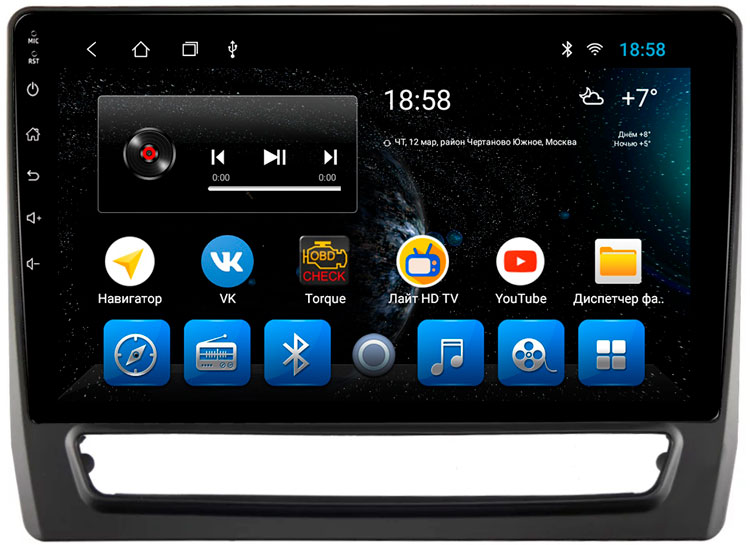 MIC
RST
18:58
18:58
+7°
ЧТ, 12 мар, район Чертаново Южное, Москва
Днём +8°
Ночью +5°
0:00
0:00
OBD
CHECK
Навигатор
VK
Torque
Лайт HD TV
YouTube
Диспетчер фа..